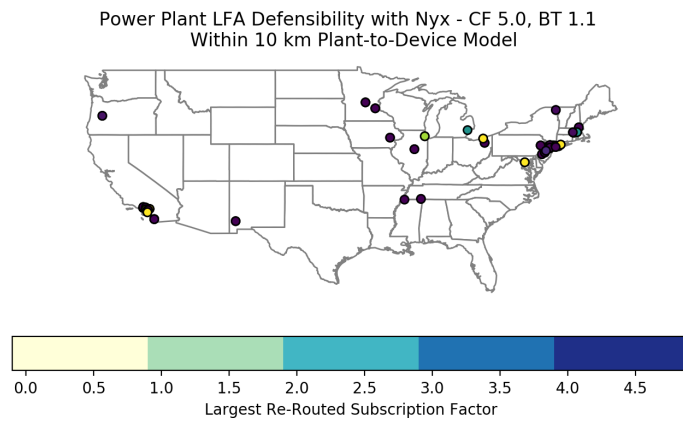 Power Plant LFA Defensibility with Nyx - CF 5.0, BT 1.1
Within 10 km Plant-to-Device Model
0.0 0.5 1.0 1.5 2.0 2.5 3.0 3.5 4.0 4.5
Largest Re-Routed Subscription Factor